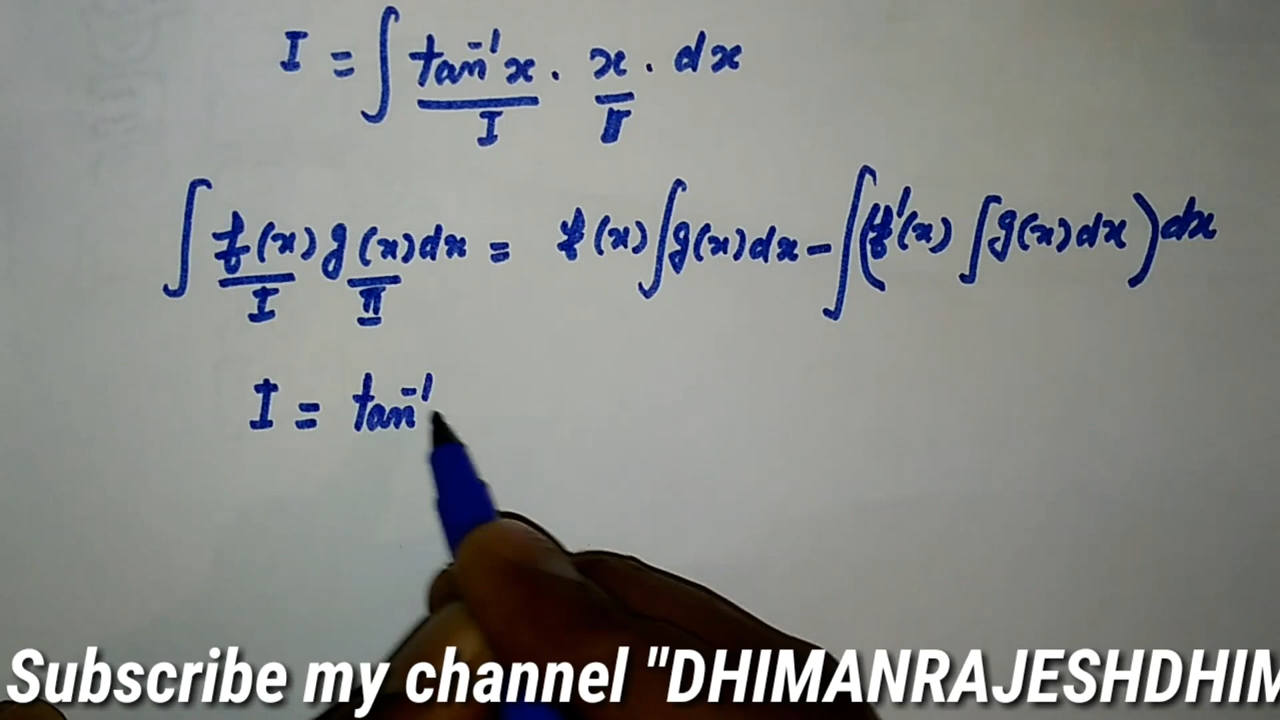 I = ∫ tan⁻¹x . x . dx
I II
∫ f(x) g(x)dx = f(x)∫g(x)dx - ∫(f'(x) ∫g(x)dx)dx
I II
I = tan⁻¹
Subscribe my channel "DHIMANRAJESHDHIM